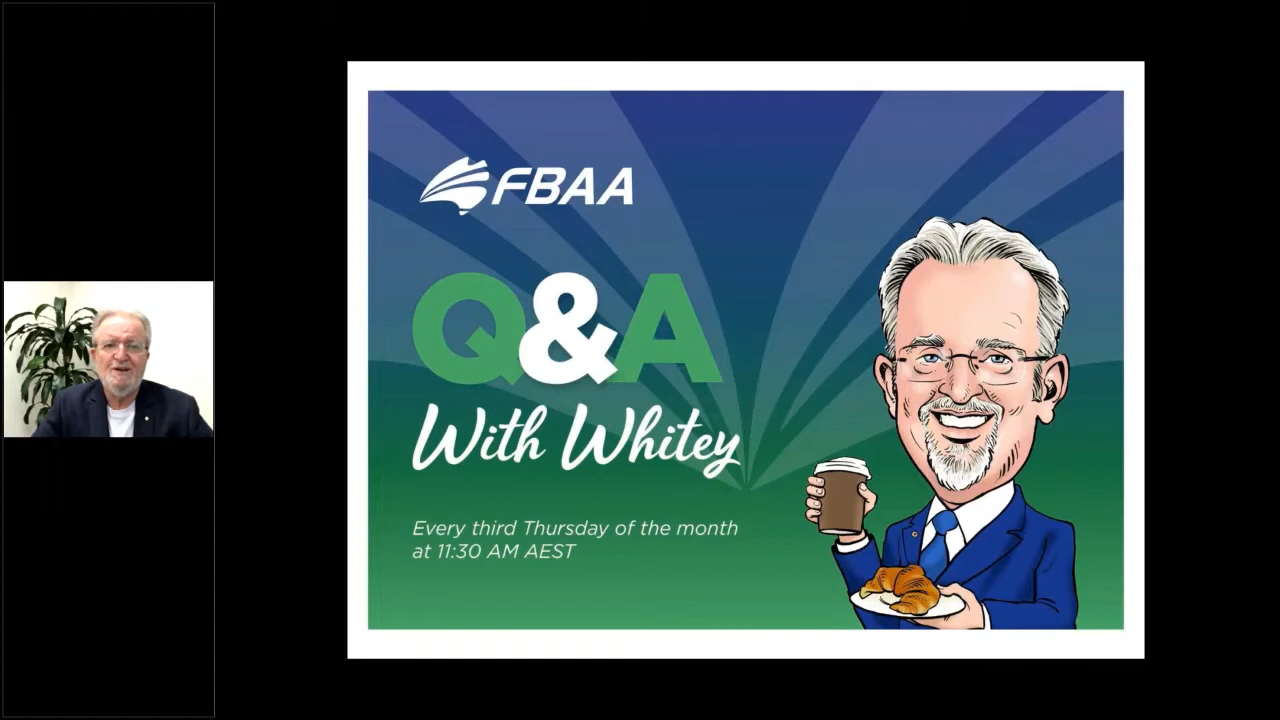 FBAA
Q&A
With Whitey
Every third Thursday of the month
at 11:30 AM AEST